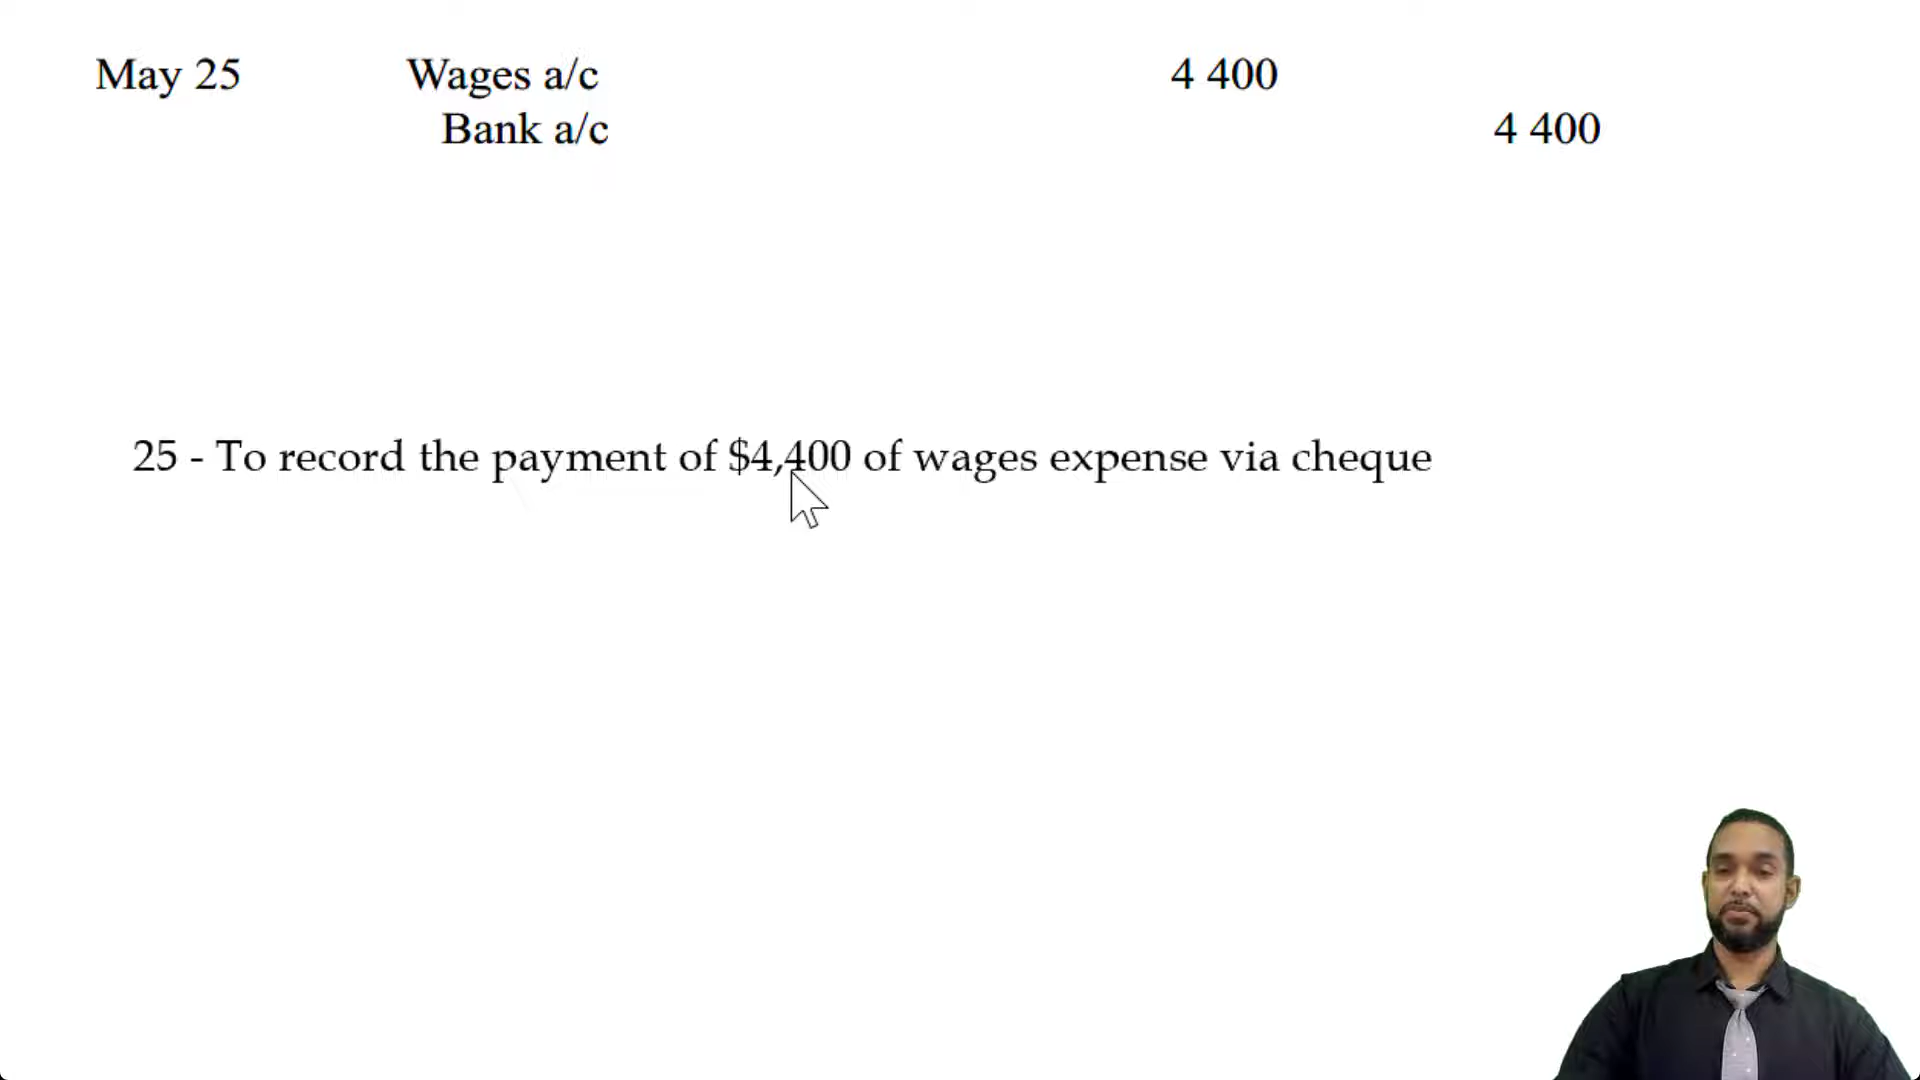 May 25 Wages a/c 4 400
Bank a/c 4 400
25 - To record the payment of $4,400 of wages expense via cheque